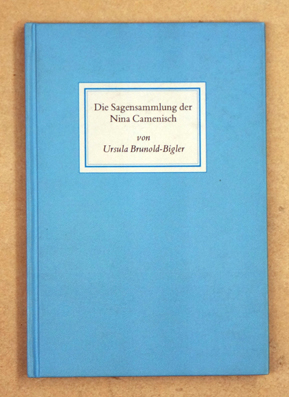 Die Sagensammlung der
Nina Camenisch
von
Ursula Brunold-Bigler